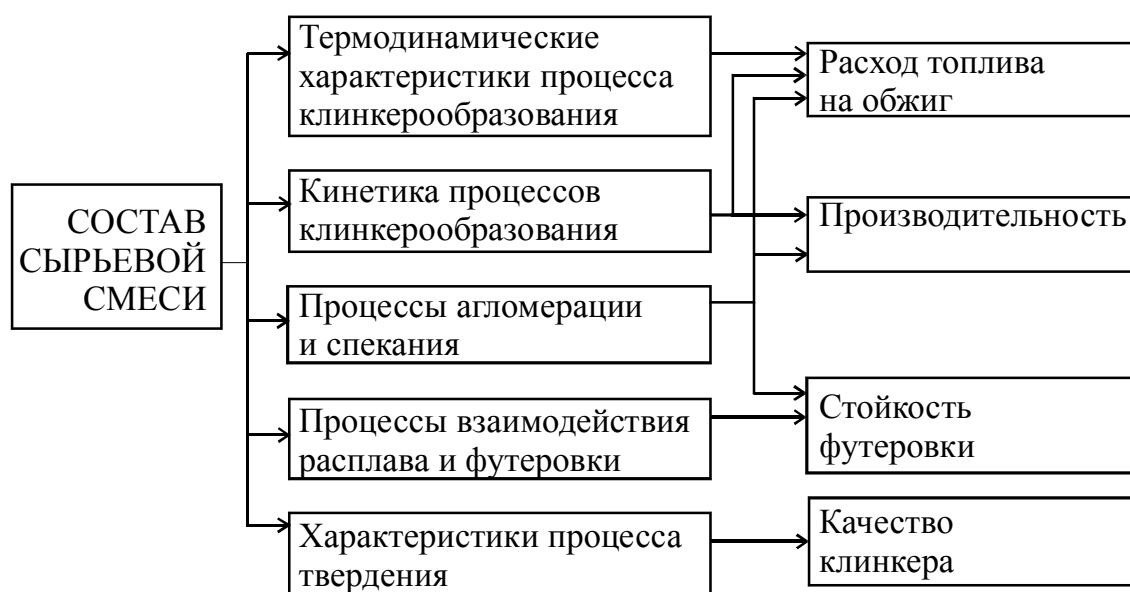 СОСТАВ
СЫРЬЕВОЙ
СМЕСИ
Термодинамические
характеристики процесса
клинкерообразования
Кинетика процессов
клинкерообразования
Процессы агломерации
и спекания
Процессы взаимодействия
расплава и футеровки
Характеристики процесса
твердения
Расход топлива
на обжиг
Производительность
Стойкость
футеровки
Качество
клинкера